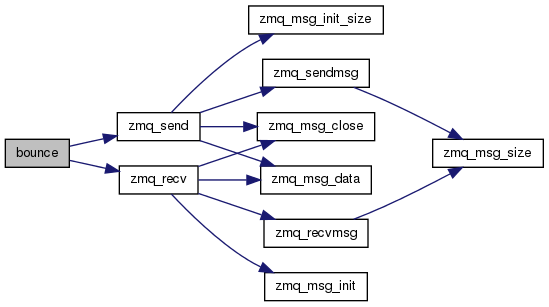 zmq_msg_init_size
zmq_sendmsg
zmq_send
zmq_msg_close
bounce
zmq_msg_size
zmq_recv
zmq_msg_data
zmq_recvmsg
zmq_msg_init